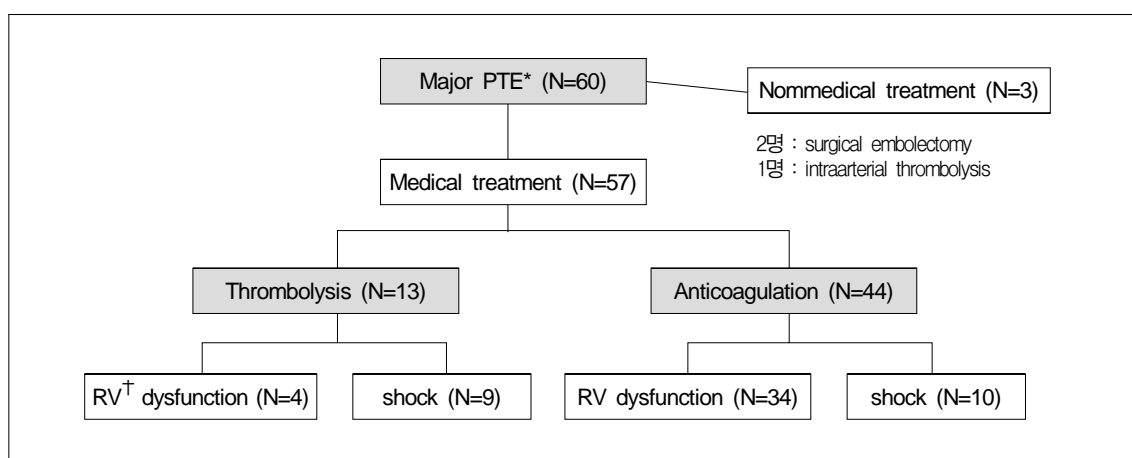 Major PTE* (N=60)
Nommedical treatment (N=3)
2명 : surgical embolectomy
1명 : intraarterial thrombolysis
Medical treatment (N=57)
Thrombolysis (N=13)
Anticoagulation (N=44)
RV† dysfunction (N=4)
shock (N=9)
RV dysfunction (N=34)
shock (N=10)